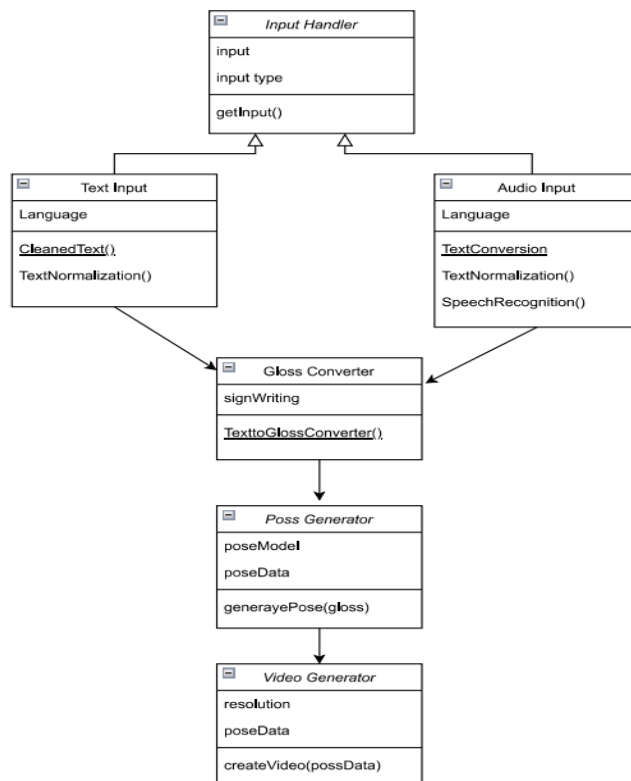 Input Handler
input
input type
getInput()
Text Input
Language
CleanedText()
TextNormalization()
Audio Input
Language
TextConversion
TextNormalization()
SpeechRecognition()
Gloss Converter
signWriting
TexttoGlossConverter()
Poss Generator
poseModel
poseData
generayePose(gloss)
Video Generator
resolution
poseData
createVideo(possData)